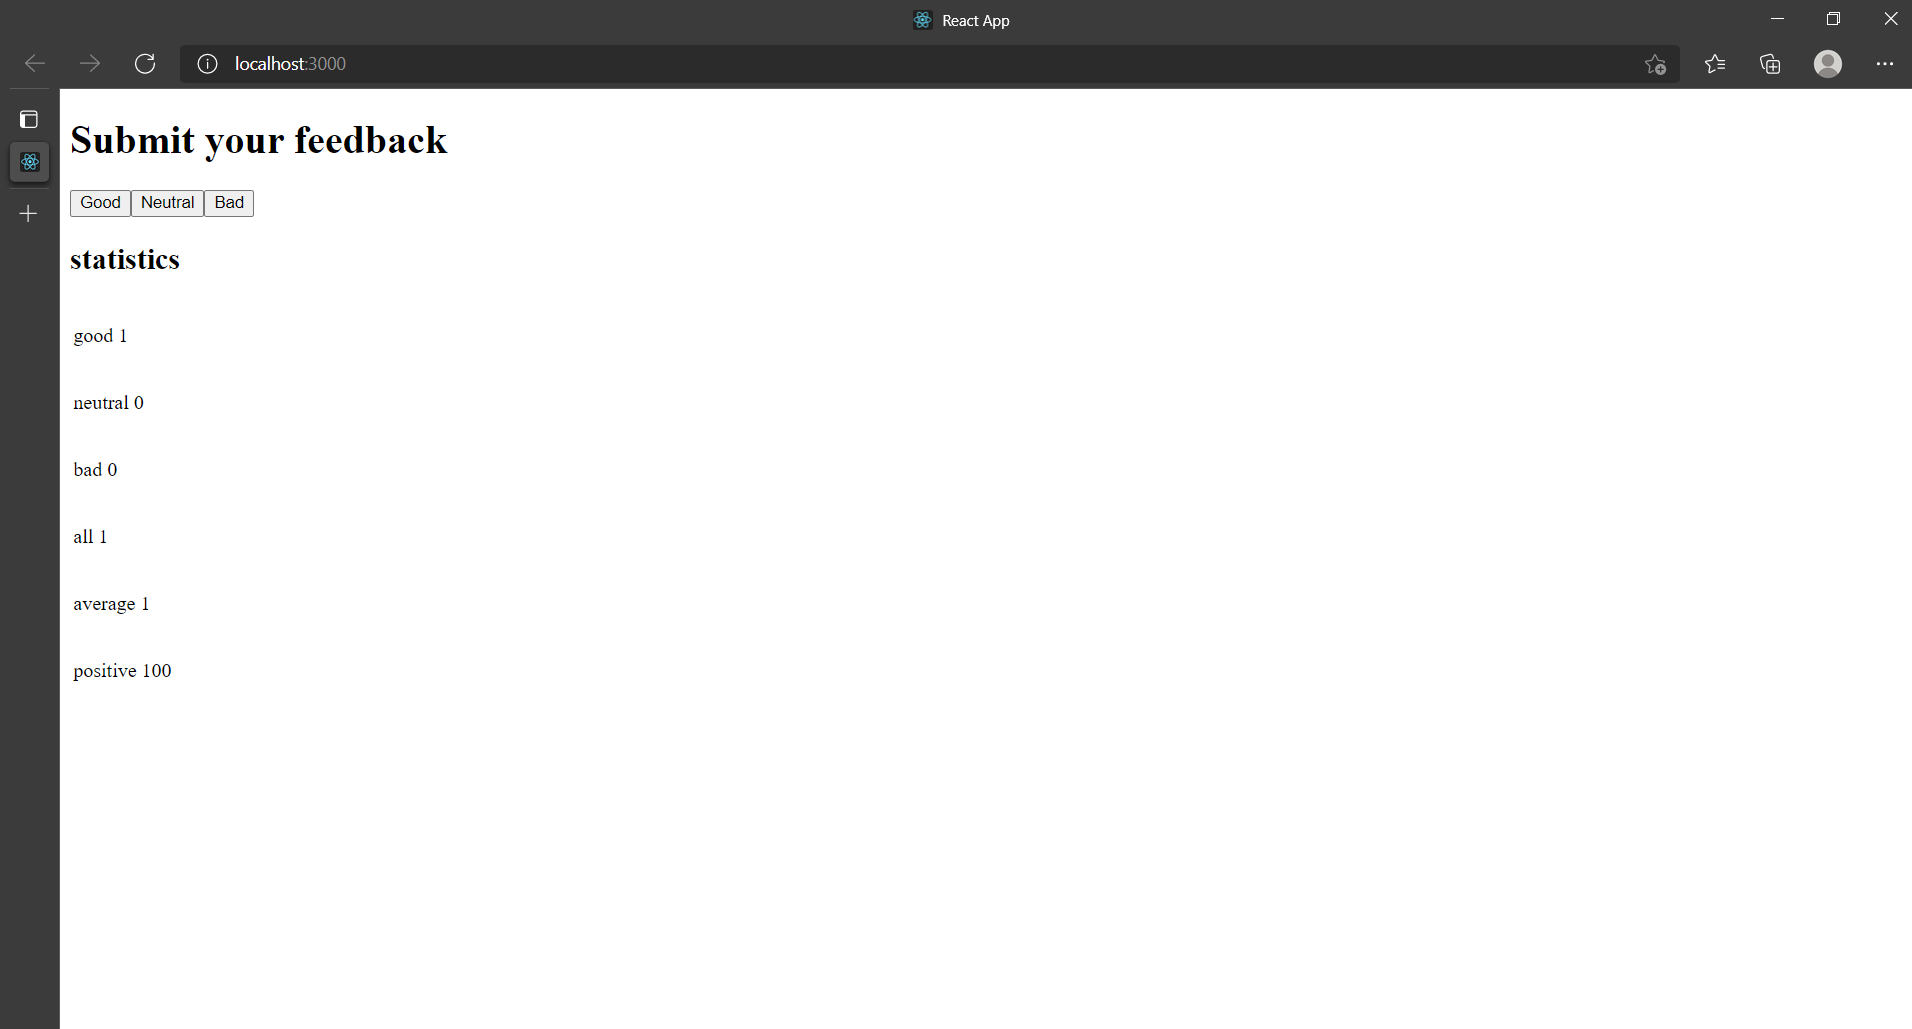 React App
localhost:3000
Submit your feedback
Good Neutral Bad
statistics
good 1
neutral 0
bad 0
all 1
average 1
positive 100